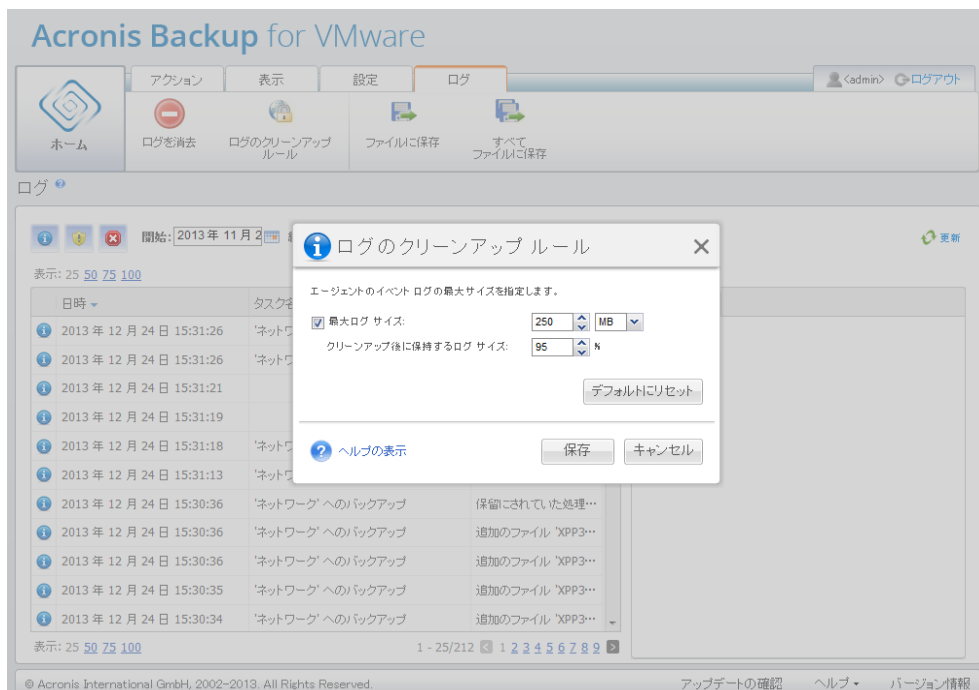 Acronis Backup for VMware
アクション
表示
設定
ログ
<admin>
ログアウト
ホーム
ログを消去
ログのクリーンアップ
ルール
ファイルに保存
すべて
ファイルに保存
ログ
開始: 2013 年 11 月 2
更新
表示: 25 50 75 100
日時
タスク名
2013 年 12 月 24 日 15:31:26 'ネットワ
2013 年 12 月 24 日 15:31:26 'ネットワ
2013 年 12 月 24 日 15:31:21
2013 年 12 月 24 日 15:31:19
2013 年 12 月 24 日 15:31:18 'ネットワ
2013 年 12 月 24 日 15:31:13 'ネットワ
2013 年 12 月 24 日 15:30:36 'ネットワーク' へのバックアップ 保留にされていた処理…
2013 年 12 月 24 日 15:30:36 'ネットワーク' へのバックアップ 追加のファイル 'XPP3…
2013 年 12 月 24 日 15:30:36 'ネットワーク' へのバックアップ 追加のファイル 'XPP3…
2013 年 12 月 24 日 15:30:35 'ネットワーク' へのバックアップ 追加のファイル 'XPP3…
2013 年 12 月 24 日 15:30:34 'ネットワーク' へのバックアップ 追加のファイル 'XPP3…
表示: 25 50 75 100
1 - 25/212 1 2 3 4 5 6 7 8 9
ログのクリーンアップ ルール
エージェントのイベント ログの最大サイズを指定します。
最大ログ サイズ: 250 MB
クリーンアップ後に保持するログ サイズ: 95 %
デフォルトにリセット
ヘルプの表示
保存
キャンセル
© Acronis International GmbH, 2002-2013. All Rights Reserved.
アップデートの確認
ヘルプ
バージョン情報